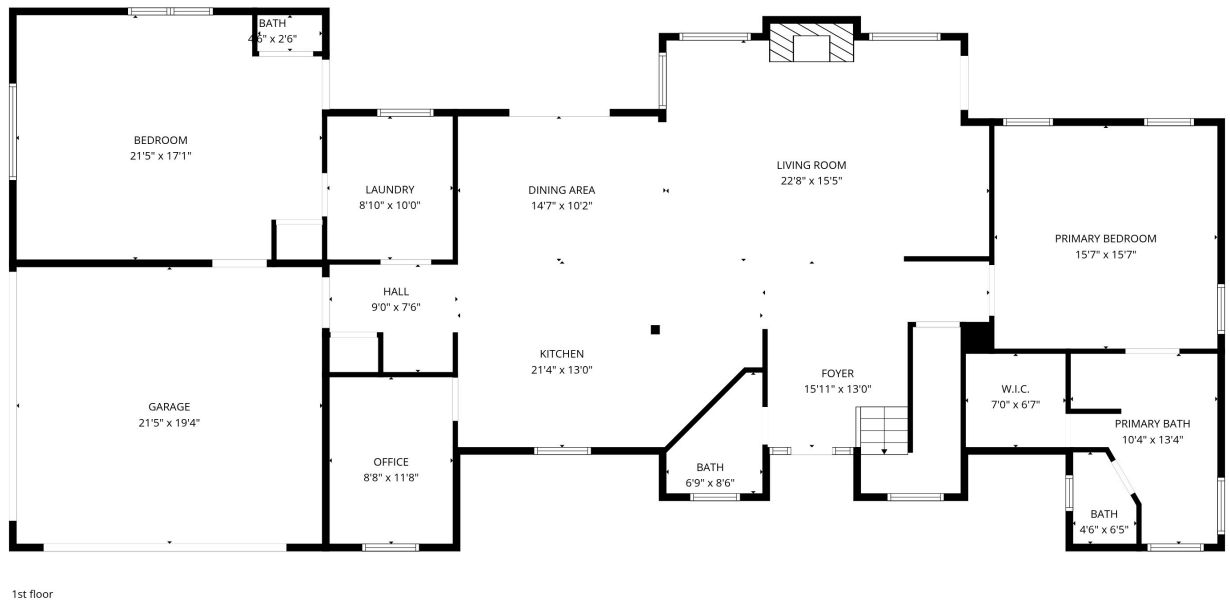 BATH
4'6" x 2'6"
BEDROOM
21'5" x 17'1"
LAUNDRY
8'10" x 10'0"
DINING AREA
14'7" x 10'2"
LIVING ROOM
22'8" x 15'5"
PRIMARY BEDROOM
15'7" x 15'7"
HALL
9'0" x 7'6"
KITCHEN
21'4" x 13'0"
FOYER
15'11" x 13'0"
W.I.C.
7'0" x 6'7"
GARAGE
21'5" x 19'4"
PRIMARY BATH
10'4" x 13'4"
OFFICE
8'8" x 11'8"
BATH
6'9" x 8'6"
BATH
4'6" x 6'5"
1st floor